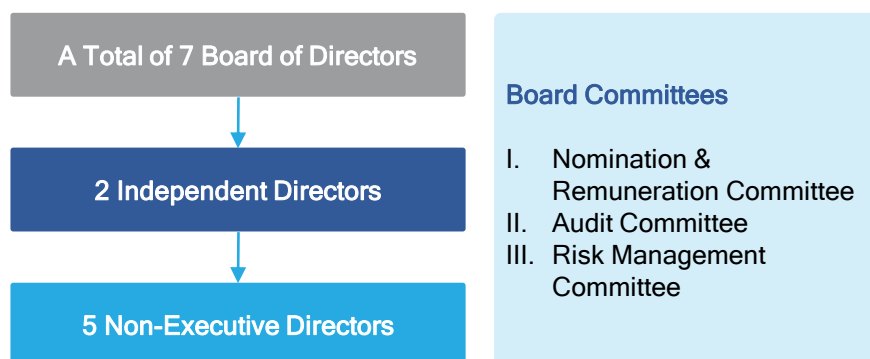 A Total of 7 Board of Directors
2 Independent Directors
5 Non-Executive Directors
Board Committees
I. Nomination &
Remuneration Committee
II. Audit Committee
III. Risk Management
Committee